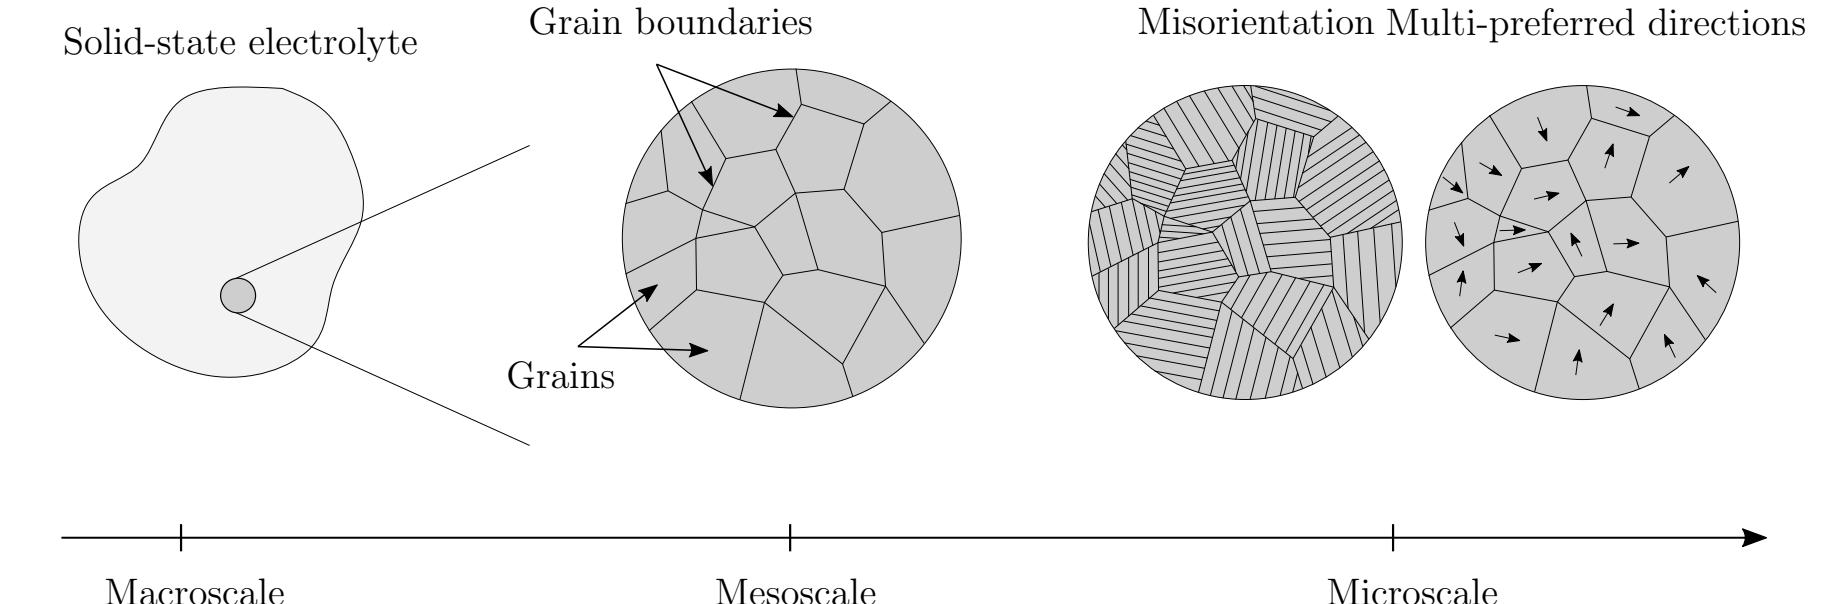 Solid-state electrolyte
Grain boundaries
Misorientation
Multi-preferred directions
Grains
Macroscale
Mesoscale
Microscale